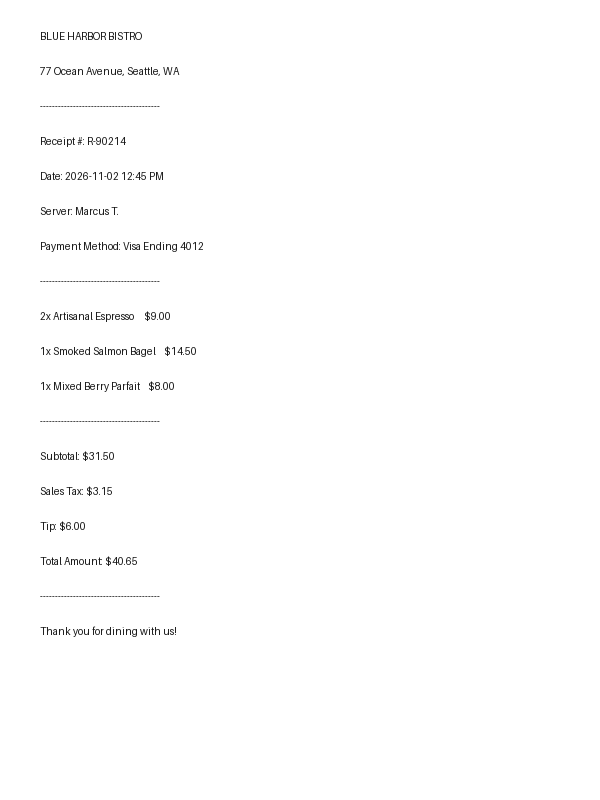 BLUE HARBOR BISTRO
77 Ocean Avenue, Seattle, WA
----------------------------------------
Receipt #: R-90214
Date: 2026-11-02 12:45 PM
Server: Marcus T.
Payment Method: Visa Ending 4012
----------------------------------------
2x Artisanal Espresso $9.00
1x Smoked Salmon Bagel $14.50
1x Mixed Berry Parfait $8.00
----------------------------------------
Subtotal: $31.50
Sales Tax: $3.15
Tip: $6.00
Total Amount: $40.65
----------------------------------------
Thank you for dining with us!